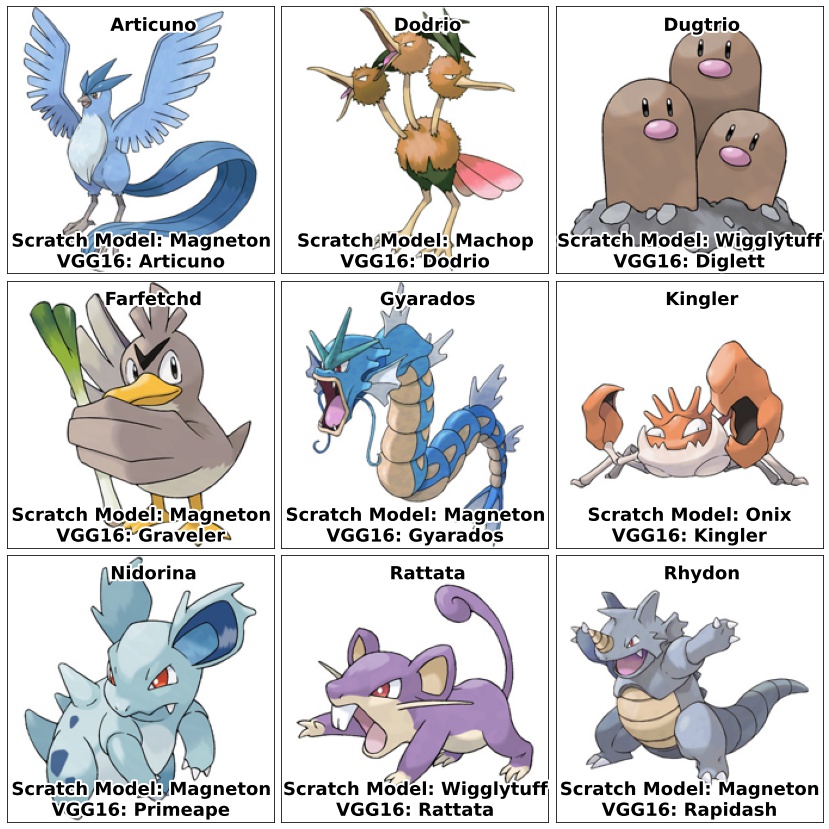 Articuno
Scratch Model: Magneton
VGG16: Articuno
Dodrio
Scratch Model: Machop
VGG16: Dodrio
Dugtrio
Scratch Model: Wigglytuff
VGG16: Diglett
Farfetchd
Scratch Model: Magneton
VGG16: Graveler
Gyarados
Scratch Model: Magneton
VGG16: Gyarados
Kingler
Scratch Model: Onix
VGG16: Kingler
Nidorina
Scratch Model: Magneton
VGG16: Primeape
Rattata
Scratch Model: Wigglytuff
VGG16: Rattata
Rhydon
Scratch Model: Magneton
VGG16: Rapidash